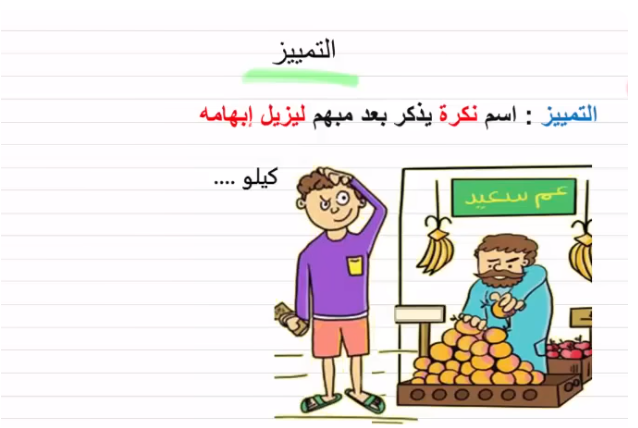 التمييز
التمييز : اسم نكرة يذكر بعد مبهم ليزيل إبهامه
كيلو ....
عم سعيد